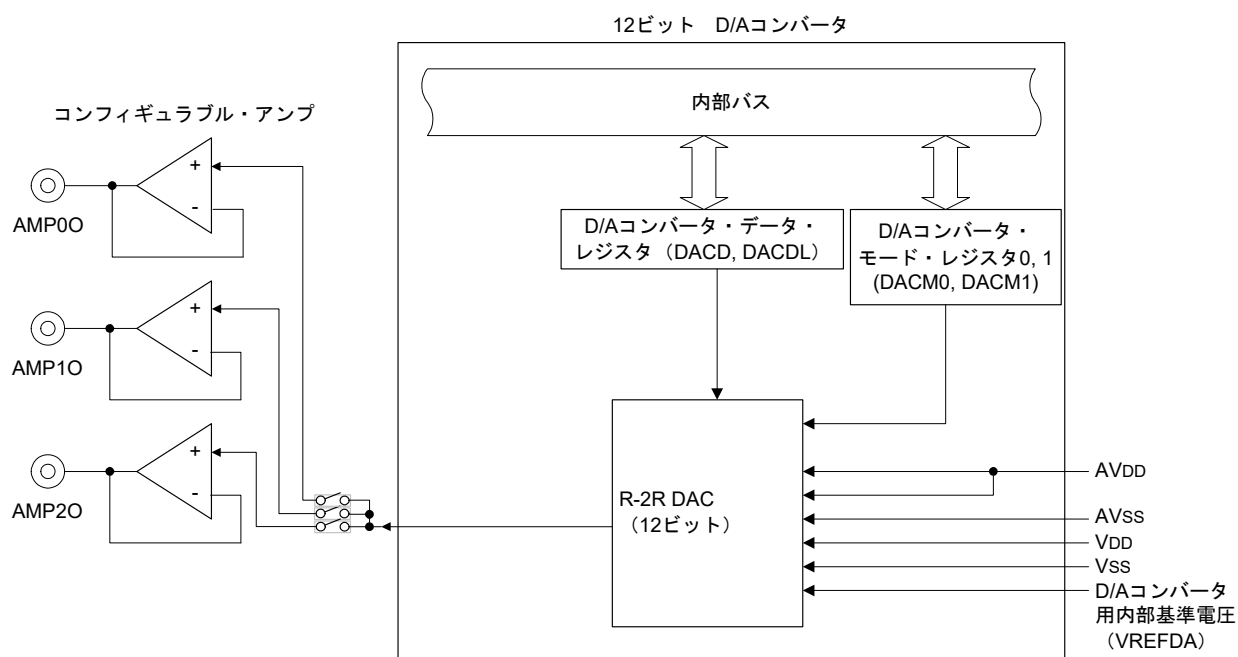 12ビット　D/Aコンバータ
内部バス
コンフィギュラブル・アンプ
+
-
AMP0O
D/Aコンバータ・データ・
レジスタ（DACD, DACDL）
D/Aコンバータ・
モード・レジスタ0, 1
(DACM0, DACM1)
+
-
AMP1O
+
-
AMP2O
R-2R DAC
（12ビット）
AVDD
AVSS
VDD
VSS
D/Aコンバータ
用内部基準電圧
（VREFDA）